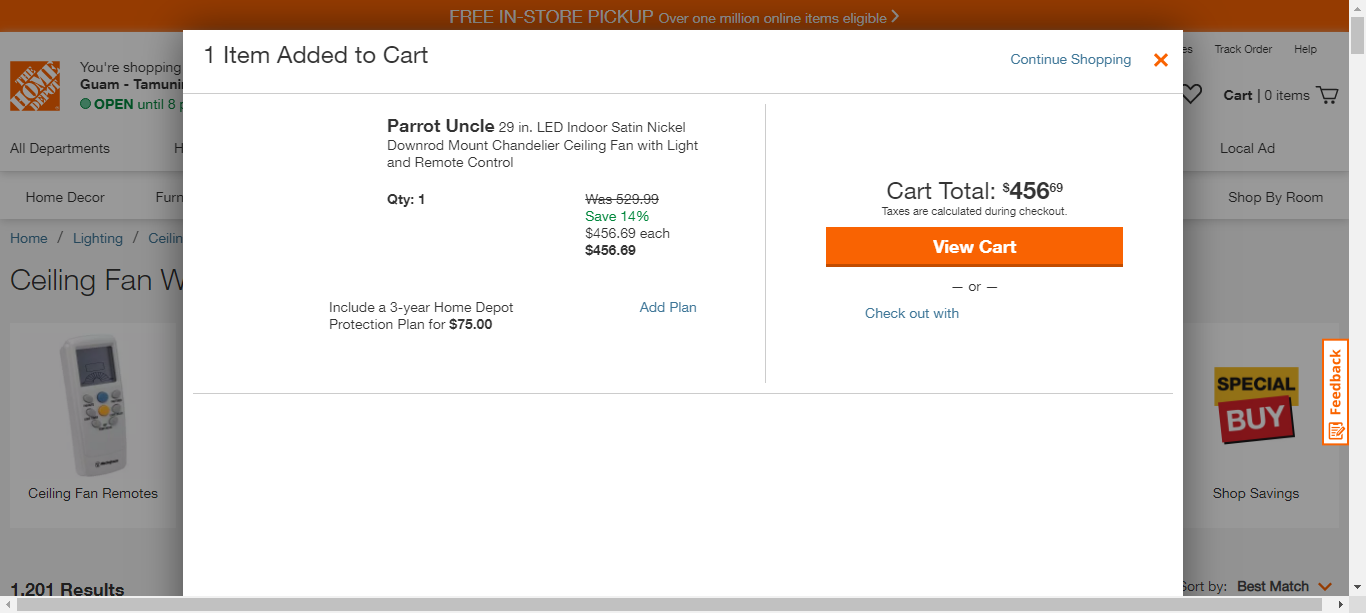 FREE IN-STORE PICKUP Over one million online items eligible
1 Item Added to Cart
Continue Shopping
THE HOME DEPOT
You're shopping
Guam - Tamuni
OPEN until 8 p
Track Order
Help
Cart | 0 items
All Departments
Local Ad
Home Decor
Furn
Shop By Room
Home / Lighting / Ceilin
Ceiling Fan W
Parrot Uncle 29 in. LED Indoor Satin Nickel
Downrod Mount Chandelier Ceiling Fan with Light
and Remote Control
Qty: 1
Was 529.99
Save 14%
$456.69 each
$456.69
Include a 3-year Home Depot
Protection Plan for $75.00
Add Plan
Cart Total: $45669
Taxes are calculated during checkout.
View Cart
— or —
Check out with
Ceiling Fan Remotes
SPECIAL
BUY
Shop Savings
Feedback
1,201 Results
Sort by: Best Match